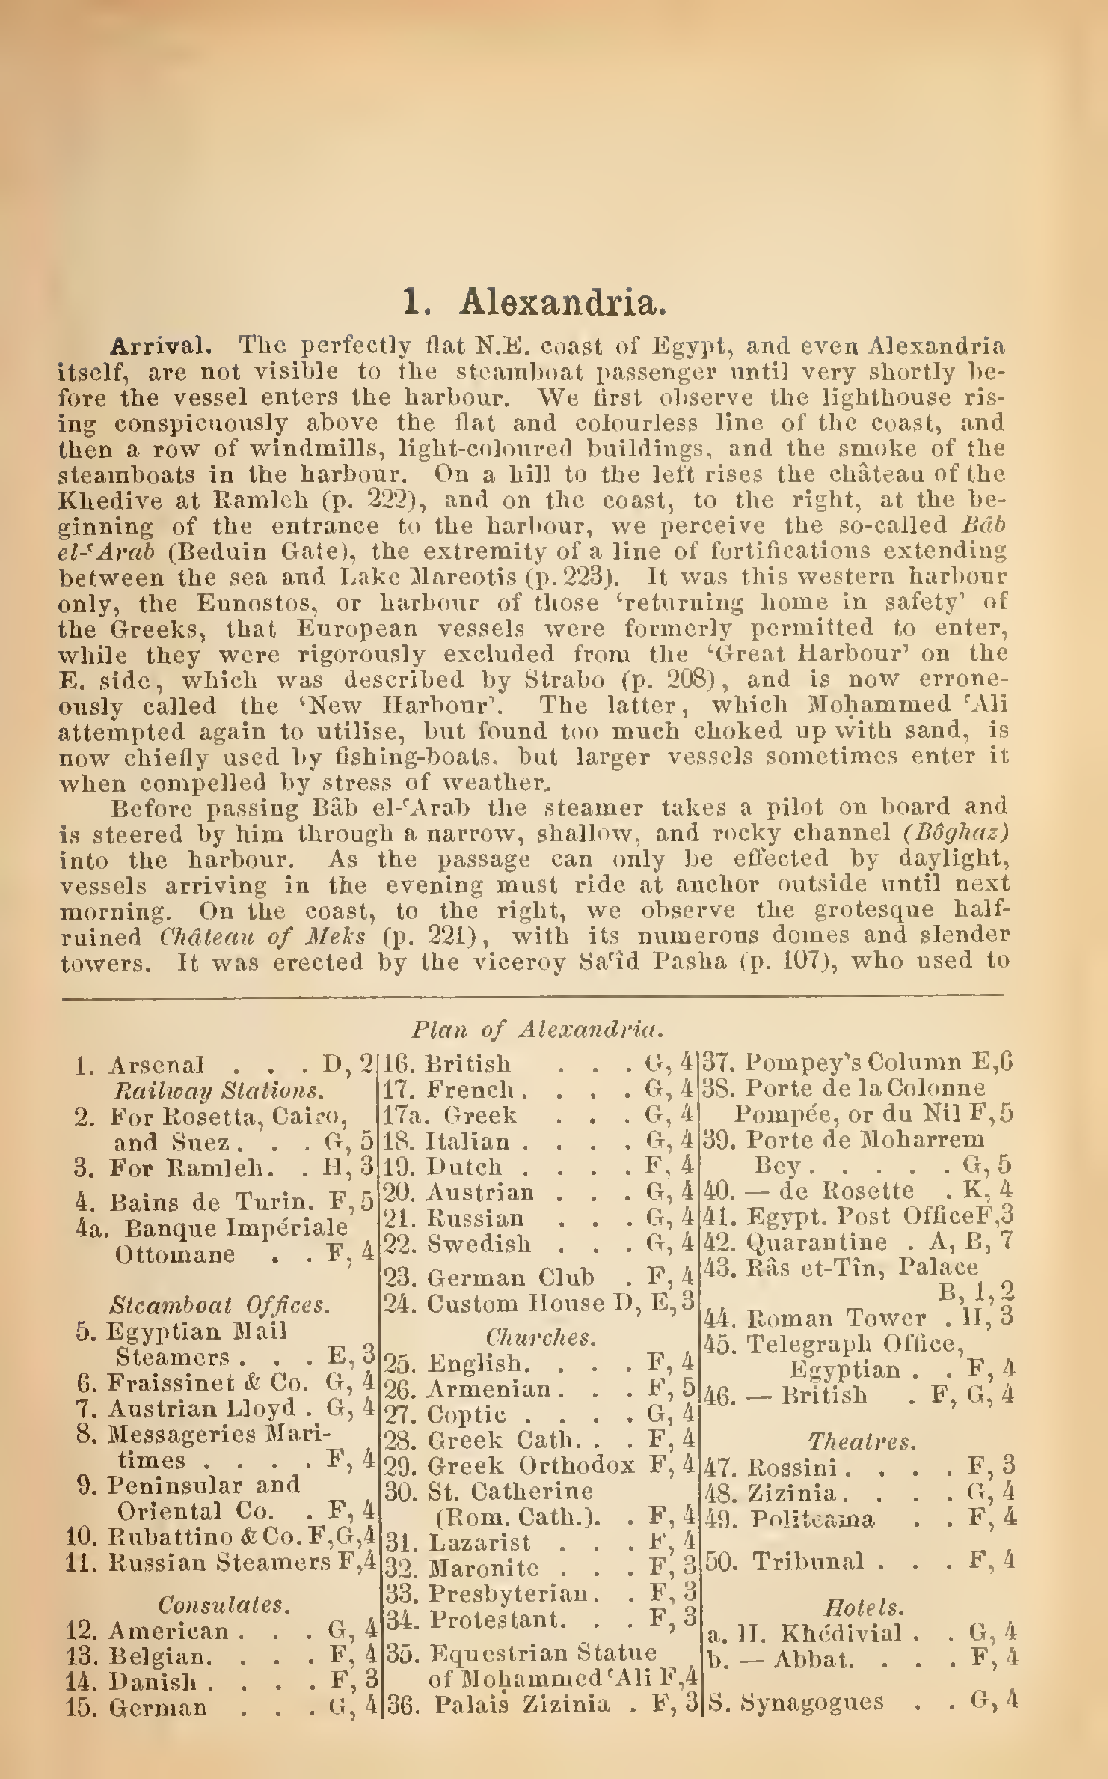 1. Alexandria.
Arrival. The perfectly flat N.E. coast of Egypt, and even Alexandria
itself, are not visible to the steamboat passenger until very shortly be-
fore the vessel enters the harbour. We first observe the lighthouse ris-
ing conspicuously above the flat and colourless line of the coast, and
then a row of windmills, light-coloured buildings, and the smoke of the
steamboats in the harbour. On a hill to the left rises the château of the
Khedive at Ramleh (p. 222), and on the coast, to the right, at the be-
ginning of the entrance to the harbour, we perceive the so-called Bâb
el-ʿArab (Beduin Gate), the extremity of a line of fortifications extending
between the sea and Lake Mareotis (p. 223). It was this western harbour
only, the Eunostos, or harbour of those ‘returning home in safety’ of
the Greeks, that European vessels were formerly permitted to enter,
while they were rigorously excluded from the ‘Great Harbour’ on the
E. side, which was described by Strabo (p. 208), and is now errone-
ously called the ‘New Harbour’. The latter, which Moḥammed ʿAli
attempted again to utilise, but found too much choked up with sand, is
now chiefly used by fishing-boats, but larger vessels sometimes enter it
when compelled by stress of weather.
Before passing Bâb el-ʿArab the steamer takes a pilot on board and
is steered by him through a narrow, shallow, and rocky channel (Bôghaz)
into the harbour. As the passage can only be effected by daylight,
vessels arriving in the evening must ride at anchor outside until next
morning. On the coast, to the right, we observe the grotesque half-
ruined Château of Meks (p. 221), with its numerous domes and slender
towers. It was erected by the viceroy Saʿîd Pasha (p. 107), who used to
Plan of Alexandria.
1. Arsenal . . . D, 2
Railway Stations.
2. For Rosetta, Cairo,
and Suez . . . G, 5
3. For Ramleh. . H, 3
4. Bains de Turin. F, 5
4a. Banque Impériale
Ottomane . . F, 4
Steamboat Offices.
5. Egyptian Mail
Steamers . . . E, 3
6. Fraissinet & Co. G, 4
7. Austrian Lloyd . G, 4
8. Messageries Mari-
times . . . . F, 4
9. Peninsular and
Oriental Co. . F, 4
10. Rubattino & Co. F, G, 4
11. Russian Steamers F, 4
Consulates.
12. American . . . G, 4
13. Belgian. . . . F, 4
14. Danish . . . . F, 3
15. German . . . G, 4
16. British . . . G, 4
17. French . . . . G, 4
17a. Greek . . . G, 4
18. Italian . . . . G, 4
19. Dutch . . . . F, 4
20. Austrian . . . G, 4
21. Russian . . . G, 4
22. Swedish . . . G, 4
23. German Club . F, 4
24. Custom House D, E, 3
Churches.
25. English. . . . F, 4
26. Armenian . . . F, 5
27. Coptic . . . . G, 4
28. Greek Cath. . . F, 4
29. Greek Orthodox F, 4
30. St. Catherine
(Rom. Cath.). . F, 4
31. Lazarist . . . F, 4
32. Maronite . . . F, 3
33. Presbyterian. . F, 3
34. Protestant. . . F, 3
35. Equestrian Statue
of Moḥammed ʿAli F, 4
36. Palais Zizinia . F, 3
37. Pompey's Column E, 6
38. Porte de la Colonne
Pompée, or du Nil F, 5
39. Porte de Moharrem
Bey . . . . . G, 5
40. — de Rosette . K, 4
41. Egypt. Post Office F, 3
42. Quarantine . A, B, 7
43. Râs et-Tîn, Palace
B, 1, 2
44. Roman Tower . H, 3
45. Telegraph Office,
Egyptian . . F, 4
46. — British . F, G, 4
Theatres.
47. Rossini . . . . F, 3
48. Zizinia . . . . G, 4
49. Politeama . . F, 4
50. Tribunal . . . F, 4
Hotels.
a. H. Khédivial . . G, 4
b. — Abbat. . . . F, 4
S. Synagogues . . G, 4